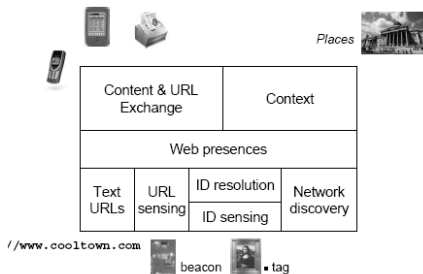 Places
Content & URL
Exchange
Context
Web presences
Text
URLs
URL
sensing
ID resolution
ID sensing
Network
discovery
//www.cooltown.com
beacon
tag